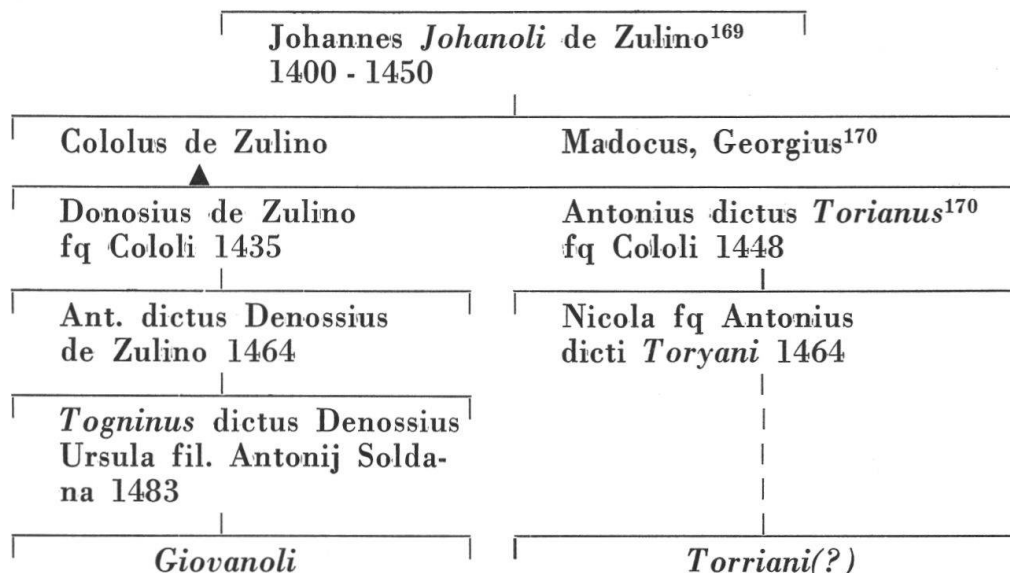 Johannes Johanoli de Zulino¹⁶⁹
1400 - 1450
Cololus de Zulino
Madocus, Georgius¹⁷⁰
▲
Donosius de Zulino
fq Cololi 1435
Antonius dictus Torianus¹⁷⁰
fq Cololi 1448
Ant. dictus Denossius
de Zulino 1464
Nicola fq Antonius
dicti Toryani 1464
Togninus dictus Denossius
Ursula fil. Antonij Solda-
na 1483
Giovanoli
Torriani(?)